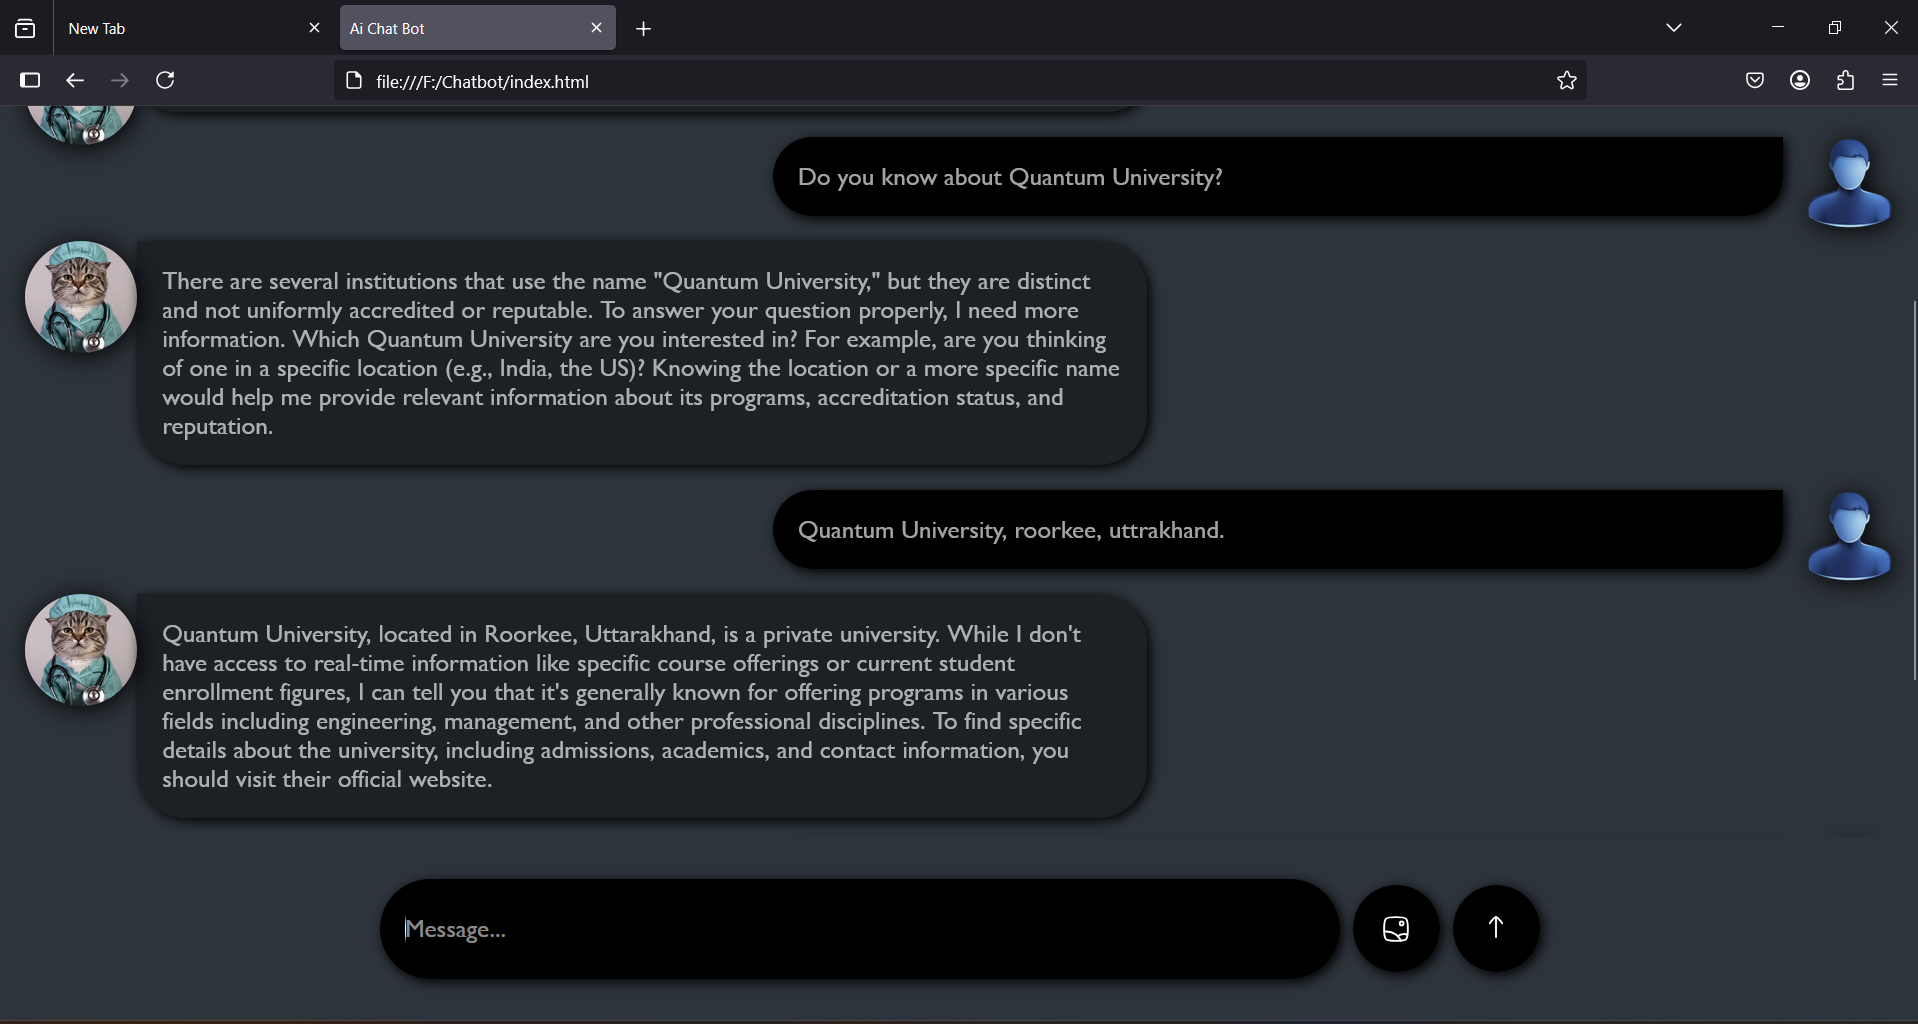 New Tab
Ai Chat Bot
file:///F:/Chatbot/index.html
Do you know about Quantum University?
There are several institutions that use the name "Quantum University," but they are distinct
and not uniformly accredited or reputable. To answer your question properly, I need more
information. Which Quantum University are you interested in? For example, are you thinking
of one in a specific location (e.g., India, the US)? Knowing the location or a more specific name
would help me provide relevant information about its programs, accreditation status, and
reputation.
Quantum University, roorkee, uttrakhand.
Quantum University, located in Roorkee, Uttarakhand, is a private university. While I don't
have access to real-time information like specific course offerings or current student
enrollment figures, I can tell you that it's generally known for offering programs in various
fields including engineering, management, and other professional disciplines. To find specific
details about the university, including admissions, academics, and contact information, you
should visit their official website.
Message...